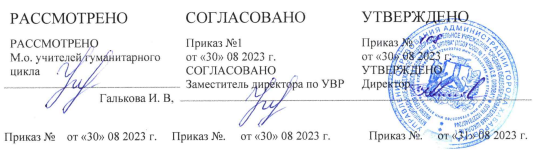 РАССМОТРЕНО
РАССМОТРЕНО
М.о. учителей гуманитарного
цикла
Галькова И. В,
Приказ № от «30» 08 2023 г.
СОГЛАСОВАНО
Приказ №1
от «30» 08 2023 г.
СОГЛАСОВАНО
Заместитель директора по УВР
Приказ №. от «30» 08 2023 г.
УТВЕРЖДЕНО
Приказ №
от «30» 08 2023 г.
УТВЕРЖДЕНО
Директор
Приказ №. от «31» 08 2023 г.